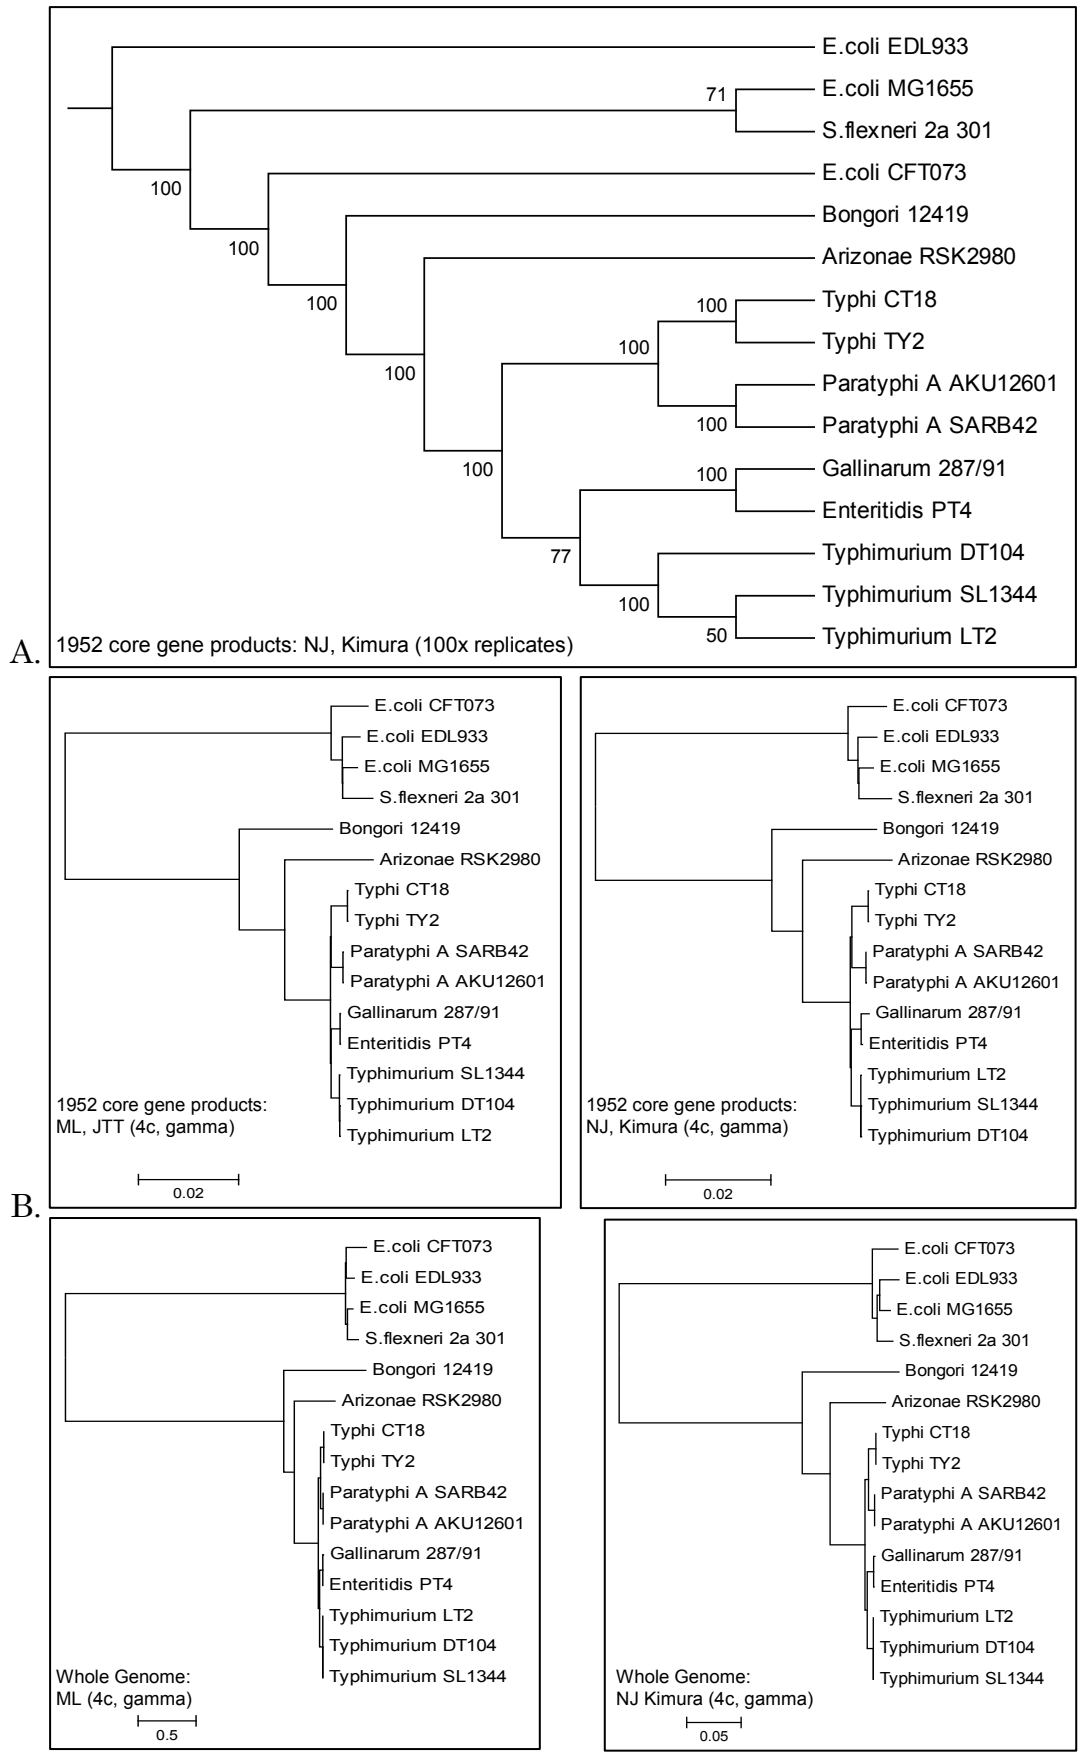 E.coli EDL933
71
E.coli MG1655
S.flexneri 2a 301
E.coli CFT073
100
Bongori 12419
100
Arizonae RSK2980
100
Typhi CT18
100
Typhi TY2
100
100
Paratyphi A AKU12601
100
Paratyphi A SARB42
100
Gallinarum 287/91
100
Enteritidis PT4
Typhimurium DT104
77
Typhimurium SL1344
100
50
Typhimurium LT2
A.
1952 core gene products: NJ, Kimura (100x replicates)
E.coli CFT073
E.coli EDL933
E.coli MG1655
S.flexneri 2a 301
Bongori 12419
Arizonae RSK2980
Typhi CT18
Typhi TY2
Paratyphi A SARB42
Paratyphi A AKU12601
Gallinarum 287/91
Enteritidis PT4
Typhimurium SL1344
Typhimurium DT104
Typhimurium LT2
1952 core gene products:
ML, JTT (4c, gamma)
0.02
E.coli CFT073
E.coli EDL933
E.coli MG1655
S.flexneri 2a 301
Bongori 12419
Arizonae RSK2980
Typhi CT18
Typhi TY2
Paratyphi A SARB42
Paratyphi A AKU12601
Gallinarum 287/91
Enteritidis PT4
Typhimurium LT2
Typhimurium SL1344
Typhimurium DT104
1952 core gene products:
NJ, Kimura (4c, gamma)
0.02
B.
E.coli CFT073
E.coli EDL933
E.coli MG1655
S.flexneri 2a 301
Bongori 12419
Arizonae RSK2980
Typhi CT18
Typhi TY2
Paratyphi A SARB42
Paratyphi A AKU12601
Gallinarum 287/91
Enteritidis PT4
Typhimurium LT2
Typhimurium DT104
Typhimurium SL1344
Whole Genome:
ML (4c, gamma)
0.5
E.coli CFT073
E.coli EDL933
E.coli MG1655
S.flexneri 2a 301
Bongori 12419
Arizonae RSK2980
Typhi CT18
Typhi TY2
Paratyphi A SARB42
Paratyphi A AKU12601
Gallinarum 287/91
Enteritidis PT4
Typhimurium LT2
Typhimurium DT104
Typhimurium SL1344
Whole Genome:
NJ Kimura (4c, gamma)
0.05